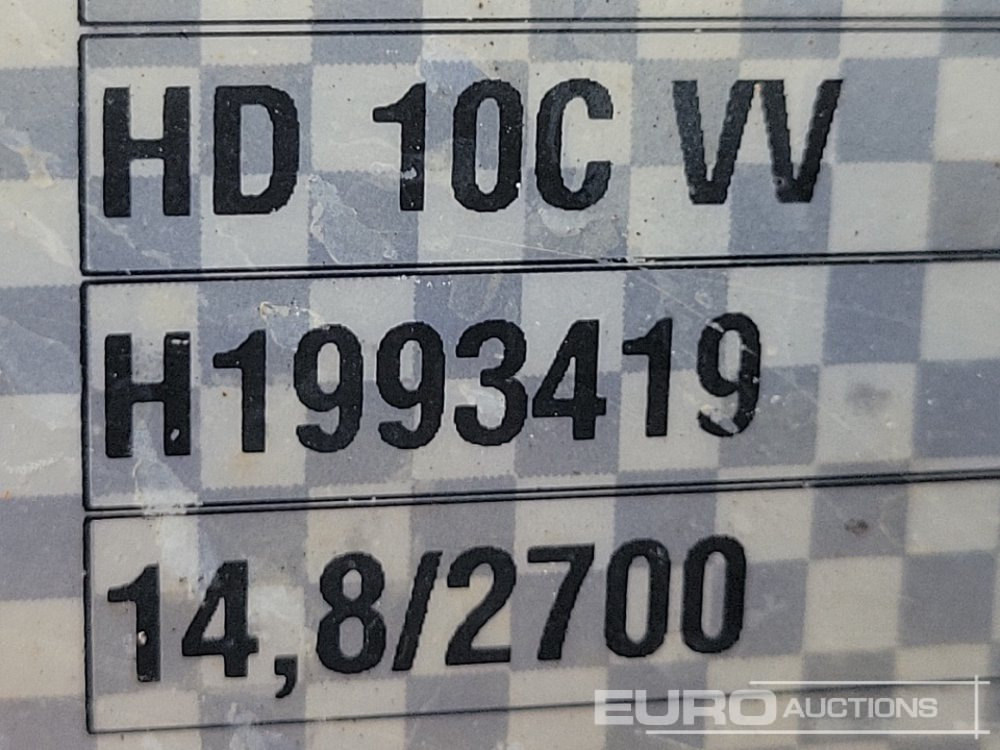 HD 10C VV
H1993419
14,8/2700
EURO AUCTIONS